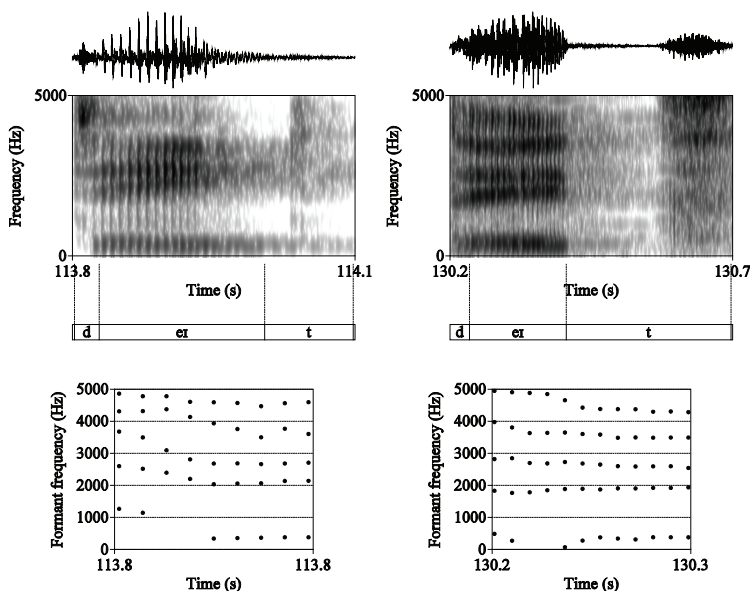 5000
Frequency (Hz)
0
113.8
114.1
Time (s)
d
eɪ
t
5000
Frequency (Hz)
0
130.2
130.7
Time (s)
d
eɪ
t
5000
4000
3000
2000
1000
0
Formant frequency (Hz)
113.8
113.8
Time (s)
5000
4000
3000
2000
1000
0
Formant frequency (Hz)
130.2
130.3
Time (s)